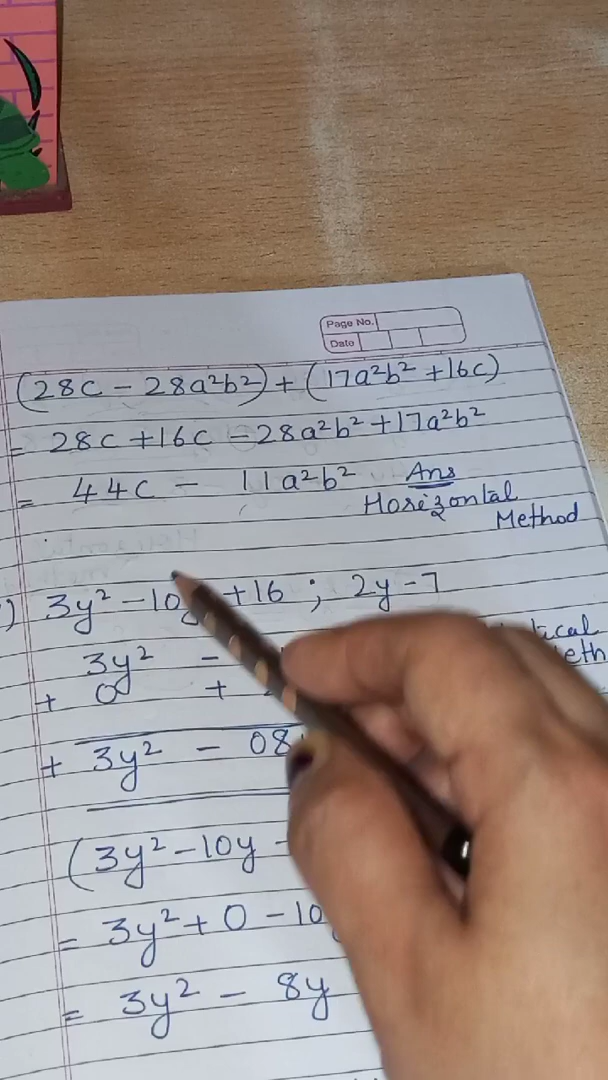 Page No.
Date
(28c - 28a²b²) + (17a²b² + 16c)
= 28c + 16c - 28a²b² + 17a²b²
= 44c - 11a²b² Ans
Horizontal
Method
) 3y² - 10y + 16 ; 2y - 7
3y² -
+ 0 +
+ 3y² - 08
(3y² - 10y -
= 3y² + 0 - 10
= 3y² - 8y